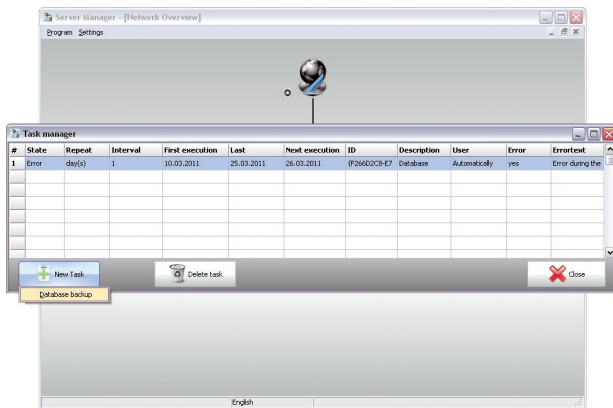 Server Manager - [Network Overview]
Program Settings
Task manager
# State Repeat Interval First execution Last Next execution ID Description User Error Errortext
1 Error day(s) 1 10.03.2011 25.03.2011 26.03.2011 {F266D2C8-E7 Database Automatically yes Error during the
New Task Delete task Close
Database backup
English